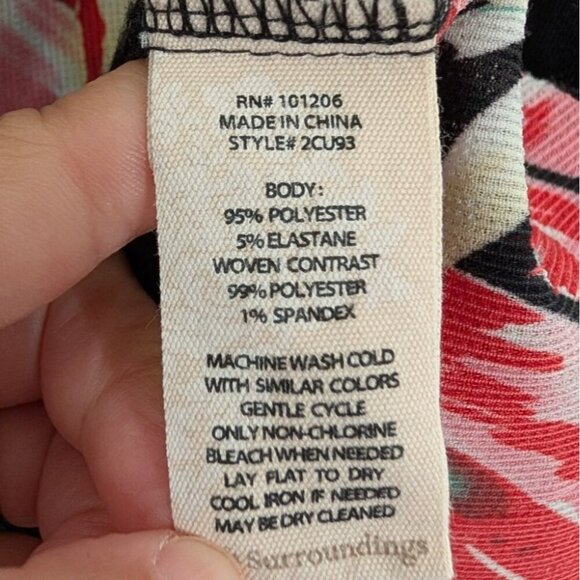 RN# 101206
MADE IN CHINA
STYLE# 2CU93
BODY:
95% POLYESTER
5% ELASTANE
WOVEN CONTRAST
99% POLYESTER
1% SPANDEX
MACHINE WASH COLD
WITH SIMILAR COLORS
GENTLE CYCLE
ONLY NON-CHLORINE
BLEACH WHEN NEEDED
LAY FLAT TO DRY
COOL IRON IF NEEDED
MAY BE DRY CLEANED
Surroundings